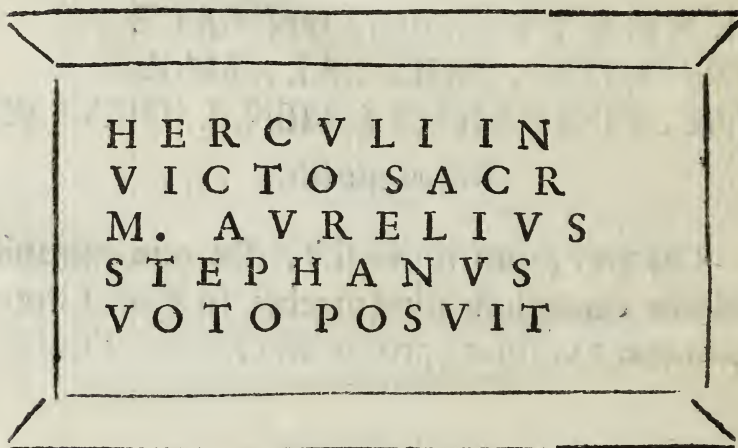 HERCVLI IN
VICTO SACR
M. AVRELIVS
STEPHANVS
VOTO POSVIT